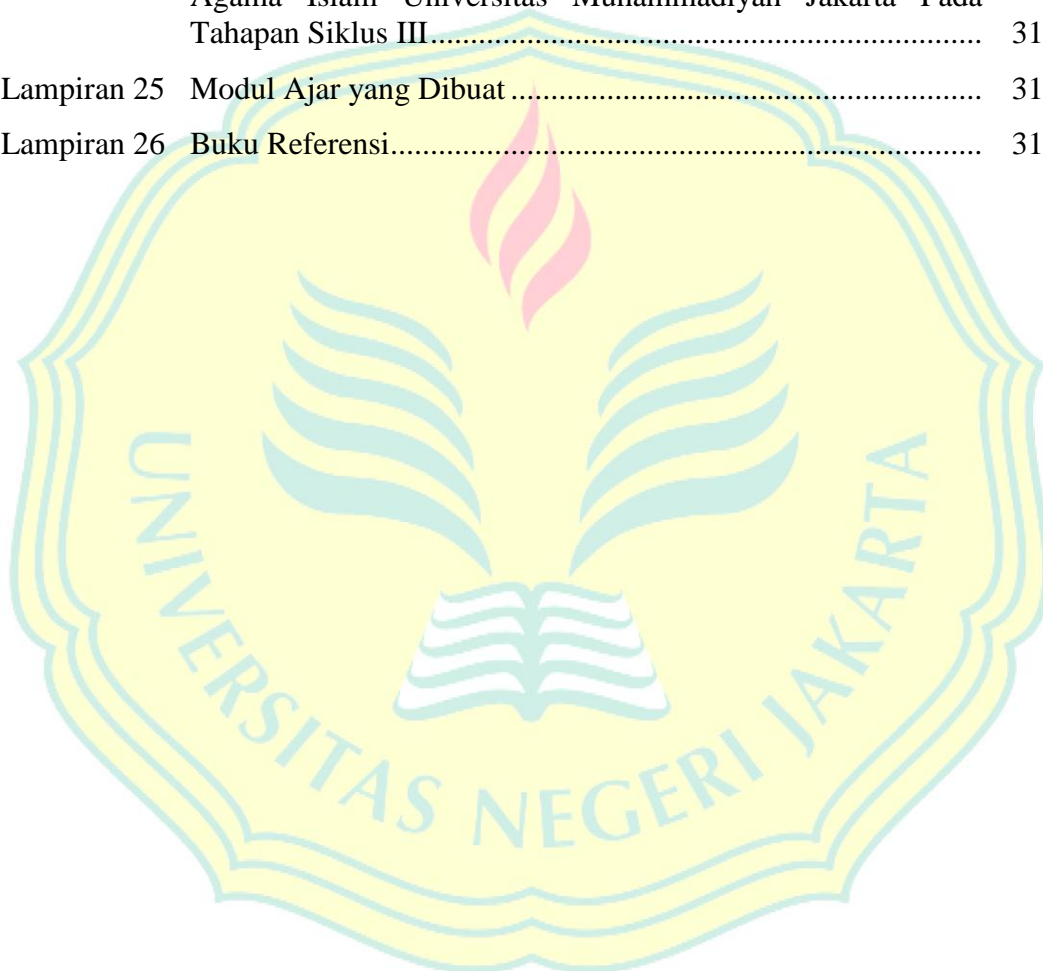 Agama Islam Universitas Muhammadiyah Jakarta Pada
Tahapan Siklus III.................................................................... 31
Lampiran 25 Modul Ajar yang Dibuat.......................................................... 31
Lampiran 26 Buku Referensi......................................................................... 31
UNIVERSITAS NEGERI JAKARTA